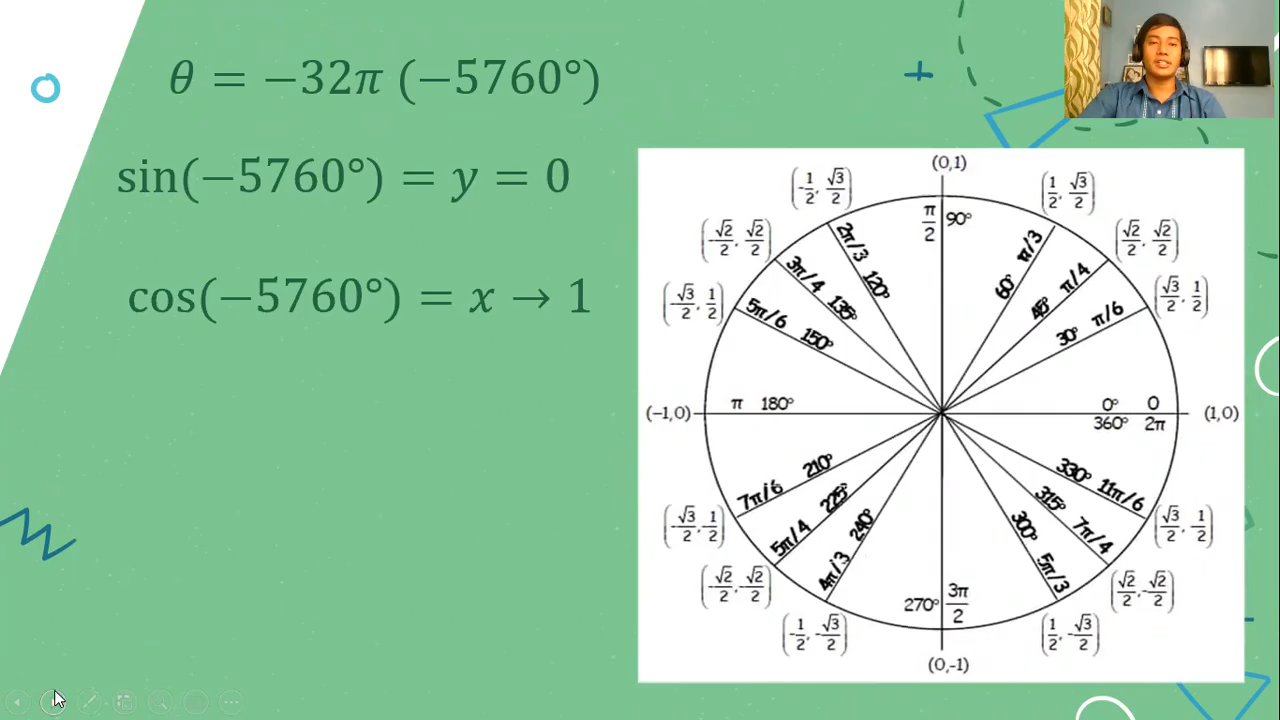 θ = −32π (−5760°)
sin(−5760°) = y = 0
cos(−5760°) = x → 1
(0,1)
(-1/2, √3/2)
(1/2, √3/2)
(-√2/2, √2/2)
(√2/2, √2/2)
(-√3/2, 1/2)
(√3/2, 1/2)
π/2 90°
2π/3 120°
π/3 60°
3π/4 135°
π/4 45°
5π/6 150°
π/6 30°
(−1,0)
π 180°
0° 0
360° 2π
(1,0)
7π/6 210°
330° 11π/6
5π/4 225°
315° 7π/4
4π/3 240°
300° 5π/3
270° 3π/2
(-√3/2, 1/2)
(√3/2, 1/2)
(-√2/2, -√2/2)
(√2/2, -√2/2)
(-1/2, -√3/2)
(1/2, -√3/2)
(0,-1)